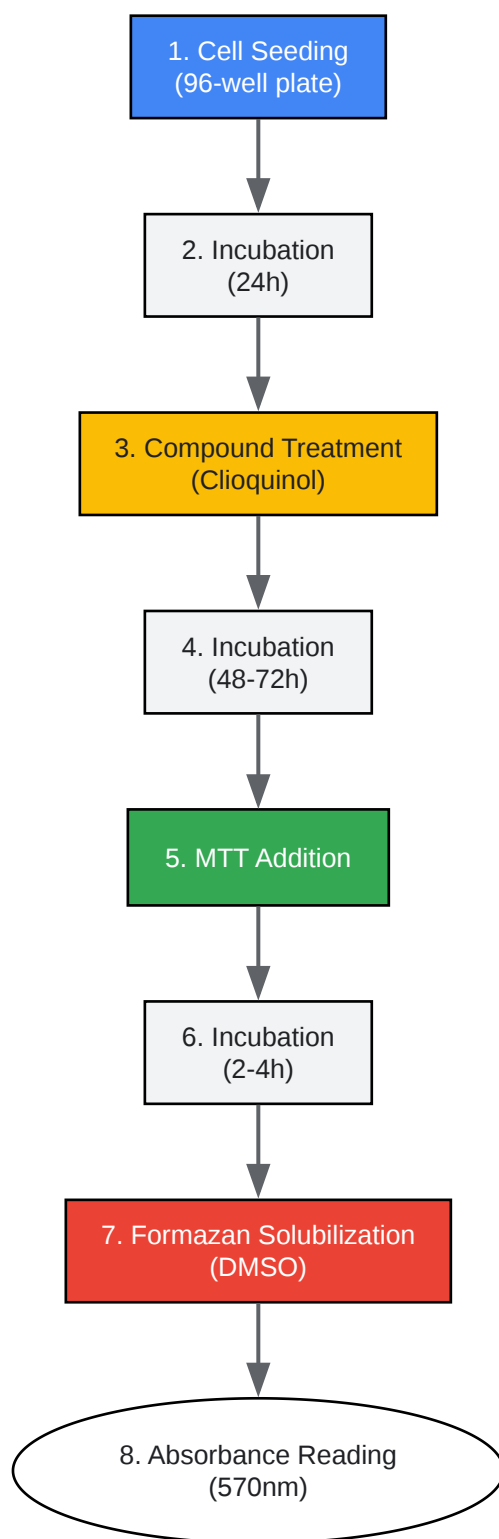 1. Cell Seeding
(96-well plate)
2. Incubation
(24h)
3. Compound Treatment
(Clioquinol)
4. Incubation
(48-72h)
5. MTT Addition
6. Incubation
(2-4h)
7. Formazan Solubilization
(DMSO)
8. Absorbance Reading
(570nm)